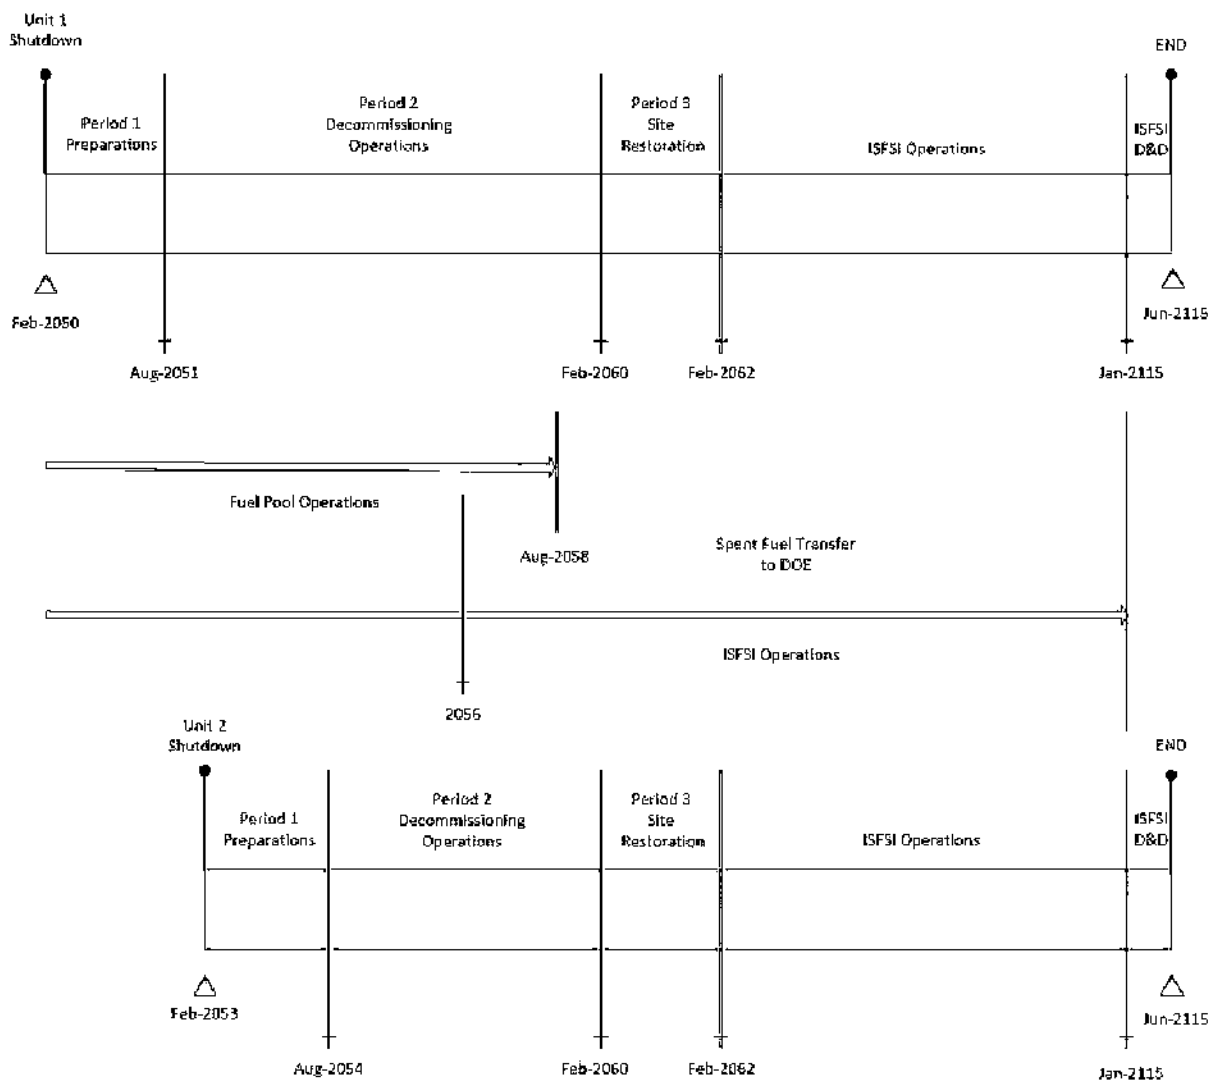 Unit 1
Shutdown
END
Period 1
Preparations
Period 2
Decommissioning
Operations
Period 3
Site
Restoration
ISFSI Operations
ISFSI
D&D
Feb-2050
Jun-2115
Aug-2051
Feb-2060
Feb-2062
Jan-2115
Fuel Pool Operations
Aug-2058
Spent Fuel Transfer
to DOE
ISFSI Operations
2056
Unit 2
Shutdown
END
Period 1
Preparations
Period 2
Decommissioning
Operations
Period 3
Site
Restoration
ISFSI Operations
ISFSI
D&D
Feb-2053
Jun-2115
Aug-2054
Feb-2060
Feb-2062
Jan-2115